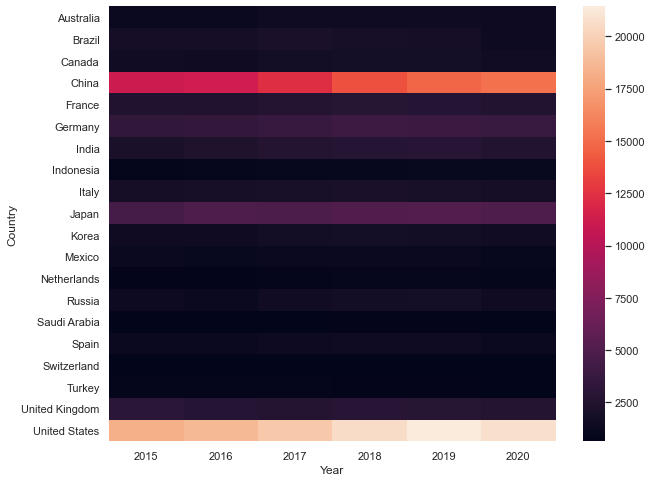 Australia
Brazil
Canada
China
France
Germany
India
Indonesia
Italy
Japan
Korea
Mexico
Netherlands
Russia
Saudi Arabia
Spain
Switzerland
Turkey
United Kingdom
United States
Country
2015 2016 2017 2018 2019 2020
Year
20000
17500
15000
12500
10000
7500
5000
2500